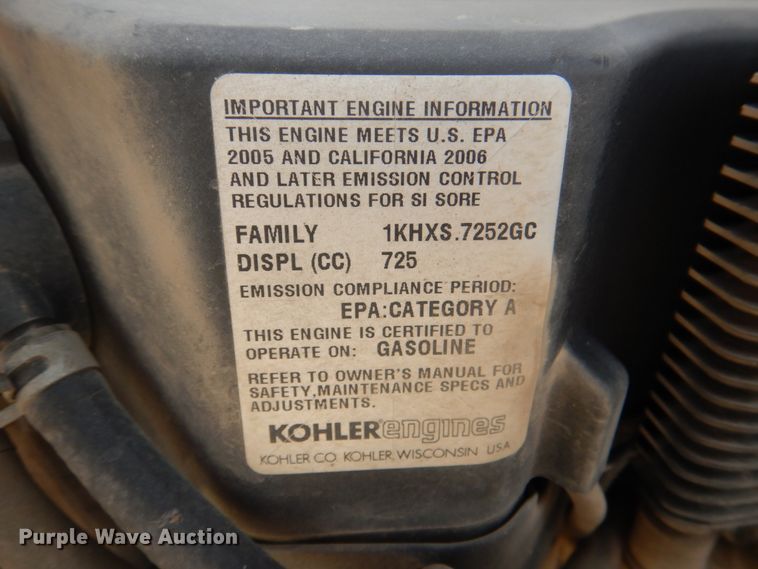 IMPORTANT ENGINE INFORMATION
THIS ENGINE MEETS U.S. EPA
2005 AND CALIFORNIA 2006
AND LATER EMISSION CONTROL
REGULATIONS FOR SI SORE
FAMILY 1KHXS.7252GC
DISPL (CC) 725
EMISSION COMPLIANCE PERIOD:
EPA:CATEGORY A
THIS ENGINE IS CERTIFIED TO
OPERATE ON: GASOLINE
REFER TO OWNER'S MANUAL FOR
SAFETY,MAINTENANCE SPECS AND
ADJUSTMENTS.
KOHLER engines
KOHLER CO. KOHLER, WISCONSIN USA
Purple Wave Auction